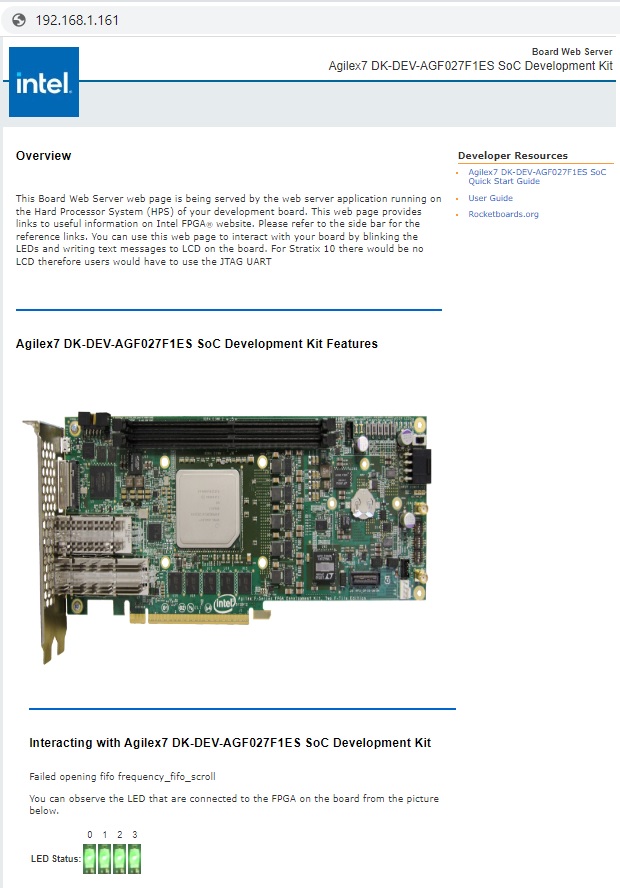 192.168.1.161
intel.
Board Web Server
Agilex7 DK-DEV-AGF027F1ES SoC Development Kit
Overview
This Board Web Server web page is being served by the web server application running on
the Hard Processor System (HPS) of your development board. This web page provides
links to useful information on Intel FPGA® website. Please refer to the side bar for the
reference links. You can use this web page to interact with your board by blinking the
LEDs and writing text messages to LCD on the board. For Stratix 10 there would be no
LCD therefore users would have to use the JTAG UART
Developer Resources
Agilex7 DK-DEV-AGF027F1ES SoC
Quick Start Guide
User Guide
Rocketboards.org
Agilex7 DK-DEV-AGF027F1ES SoC Development Kit Features
intel
Agilex F-Series FPGA Development Kit, Two F-Tile Edition
Interacting with Agilex7 DK-DEV-AGF027F1ES SoC Development Kit
Failed opening fifo frequency_fifo_scroll
You can observe the LED that are connected to the FPGA on the board from the picture
below.
0 1 2 3
LED Status: